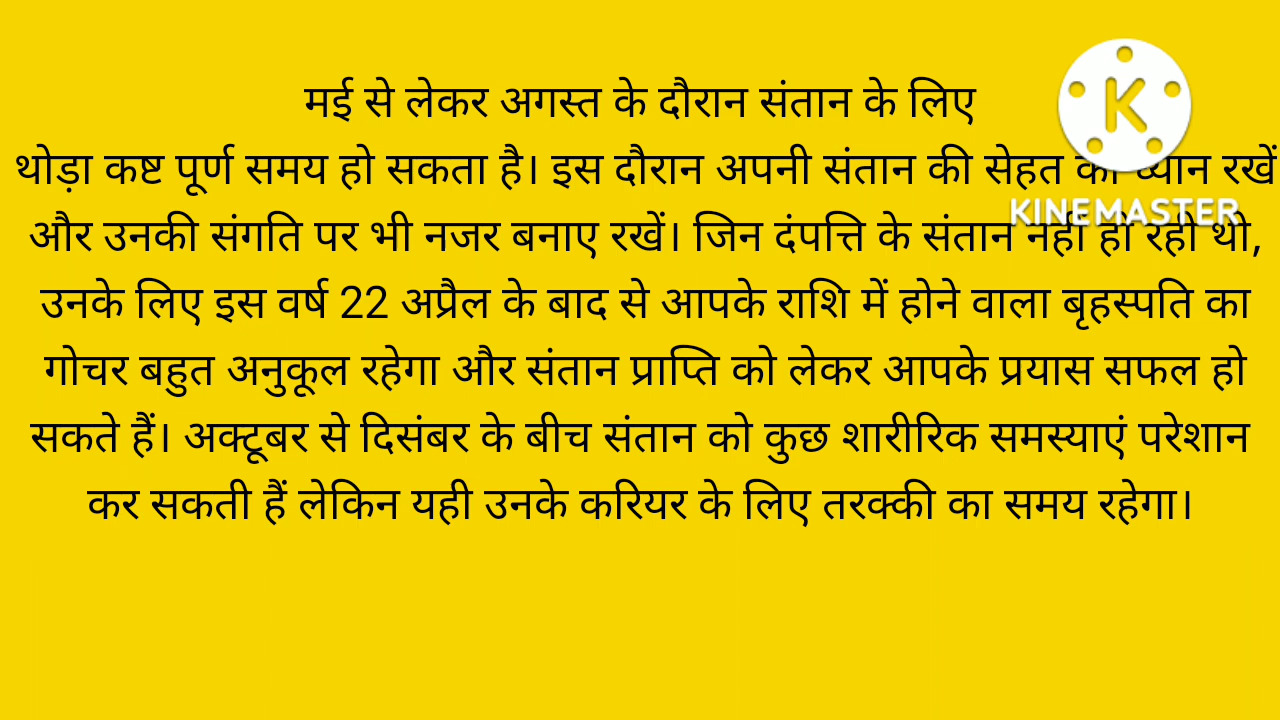 मई से लेकर अगस्त के दौरान संतान के लिए
थोड़ा कष्ट पूर्ण समय हो सकता है। इस दौरान अपनी संतान की सेहत का ध्यान रखें
और उनकी संगति पर भी नजर बनाए रखें। जिन दंपत्ति के संतान नहीं हो रही थी,
उनके लिए इस वर्ष 22 अप्रैल के बाद से आपके राशि में होने वाला बृहस्पति का
गोचर बहुत अनुकूल रहेगा और संतान प्राप्ति को लेकर आपके प्रयास सफल हो
सकते हैं। अक्टूबर से दिसंबर के बीच संतान को कुछ शारीरिक समस्याएं परेशान
कर सकती हैं लेकिन यही उनके करियर के लिए तरक्की का समय रहेगा।
K
KINEMASTER